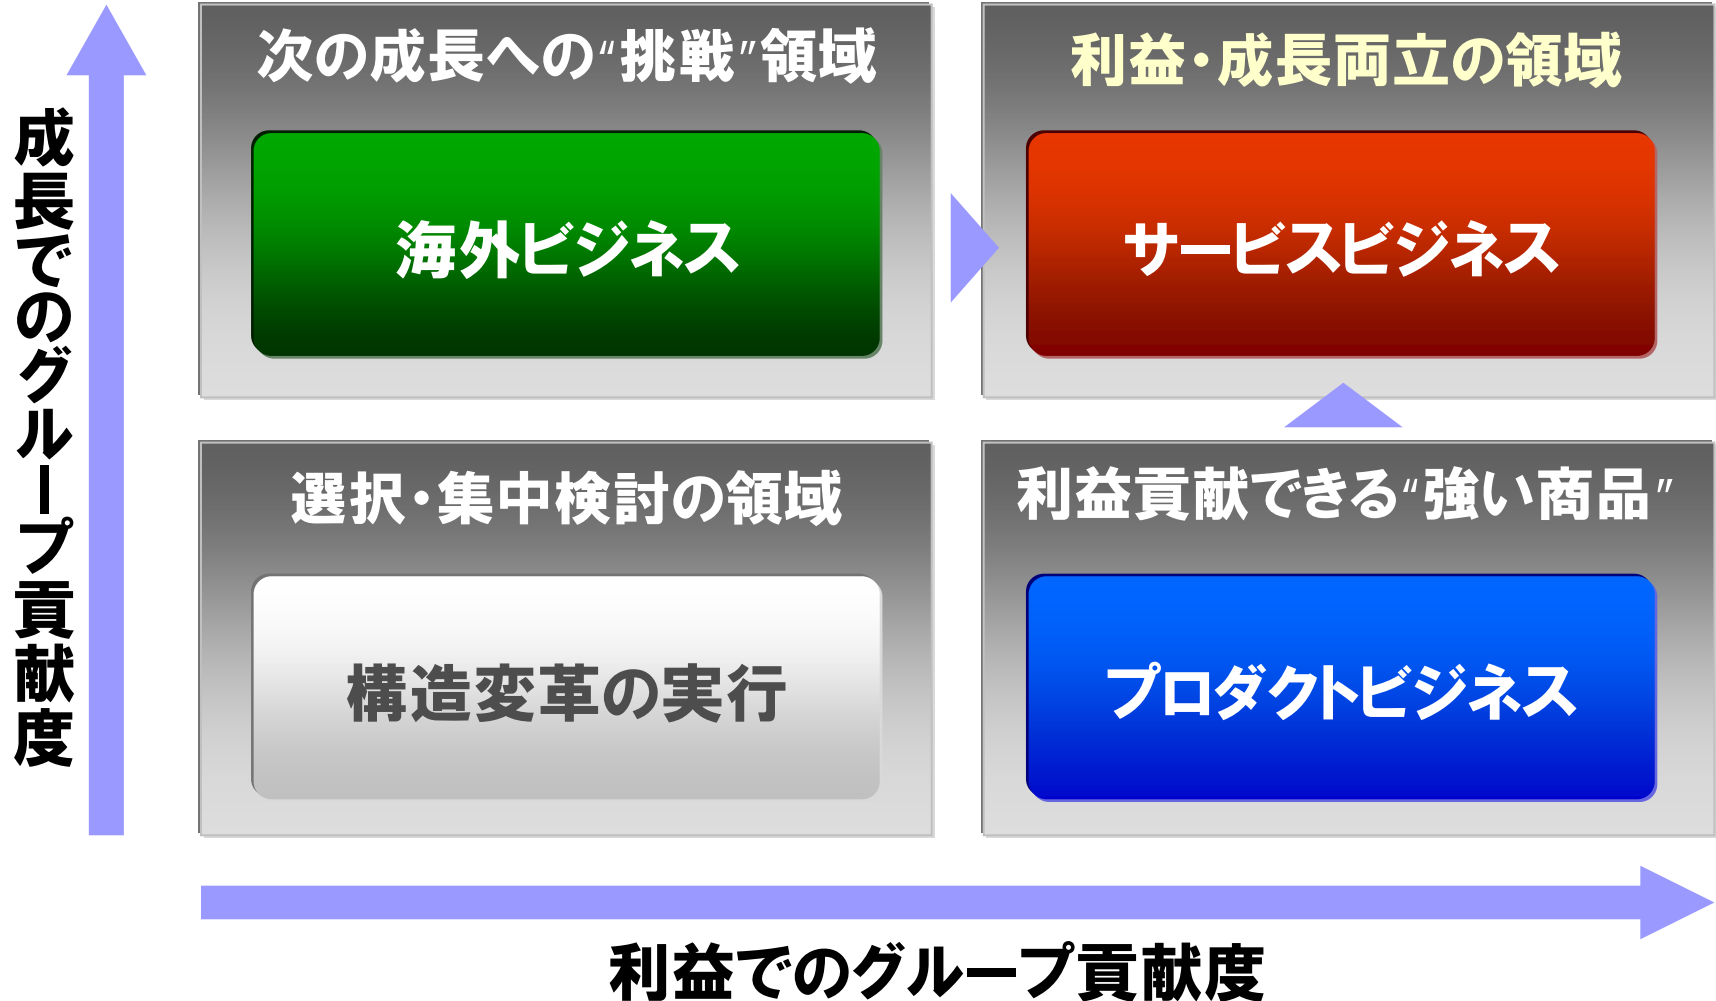 成長でのグループ貢献度
次の成長への“挑戦”領域
海外ビジネス
利益・成長両立の領域
サービスビジネス
選択・集中検討の領域
構造変革の実行
利益貢献できる“強い商品”
プロダクトビジネス
利益でのグループ貢献度